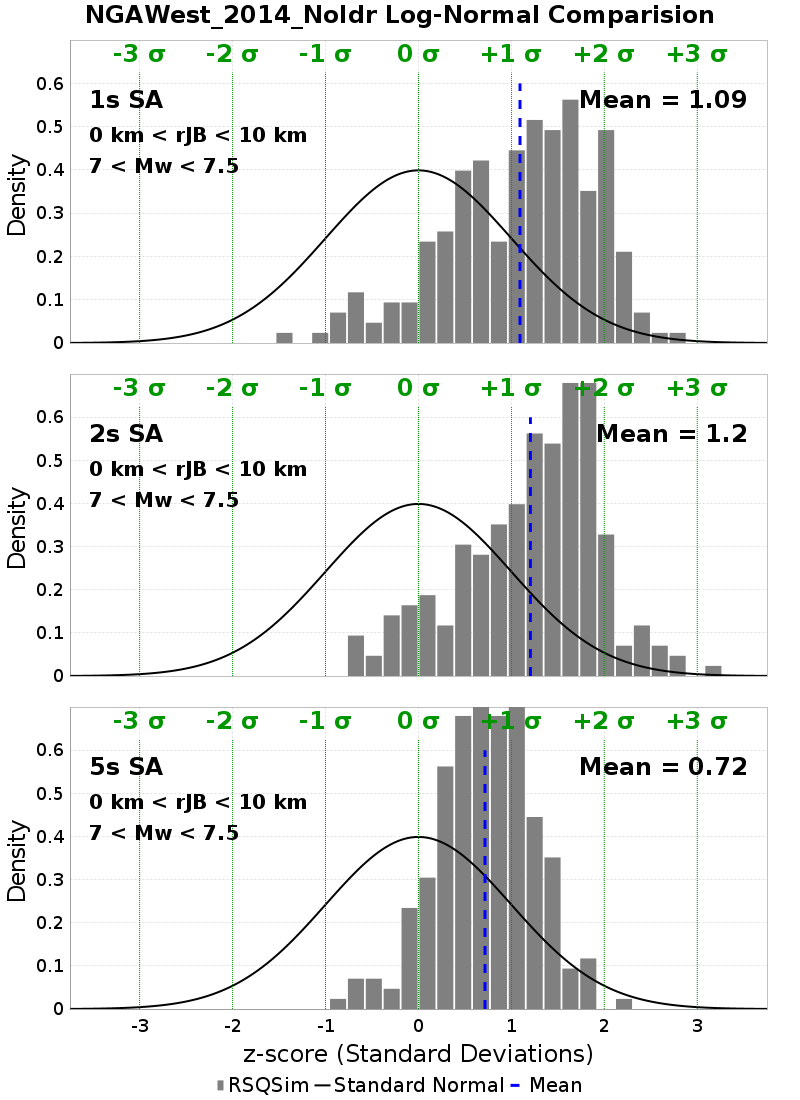 NGAWest_2014_NoIdr Log-Normal Comparision
-3 σ -2 σ -1 σ 0 σ +1 σ +2 σ +3 σ
1s SA
Mean = 1.09
0 km < rJB < 10 km
7 < Mw < 7.5
0.6
0.5
0.4
0.3
0.2
0.1
0
Density
-3 σ -2 σ -1 σ 0 σ +1 σ +2 σ +3 σ
2s SA
Mean = 1.2
0 km < rJB < 10 km
7 < Mw < 7.5
0.6
0.5
0.4
0.3
0.2
0.1
0
Density
-3 σ -2 σ -1 σ 0 σ +1 σ +2 σ +3 σ
5s SA
Mean = 0.72
0 km < rJB < 10 km
7 < Mw < 7.5
0.6
0.5
0.4
0.3
0.2
0.1
0
Density
-3 -2 -1 0 1 2 3
z-score (Standard Deviations)
RSQSim Standard Normal Mean